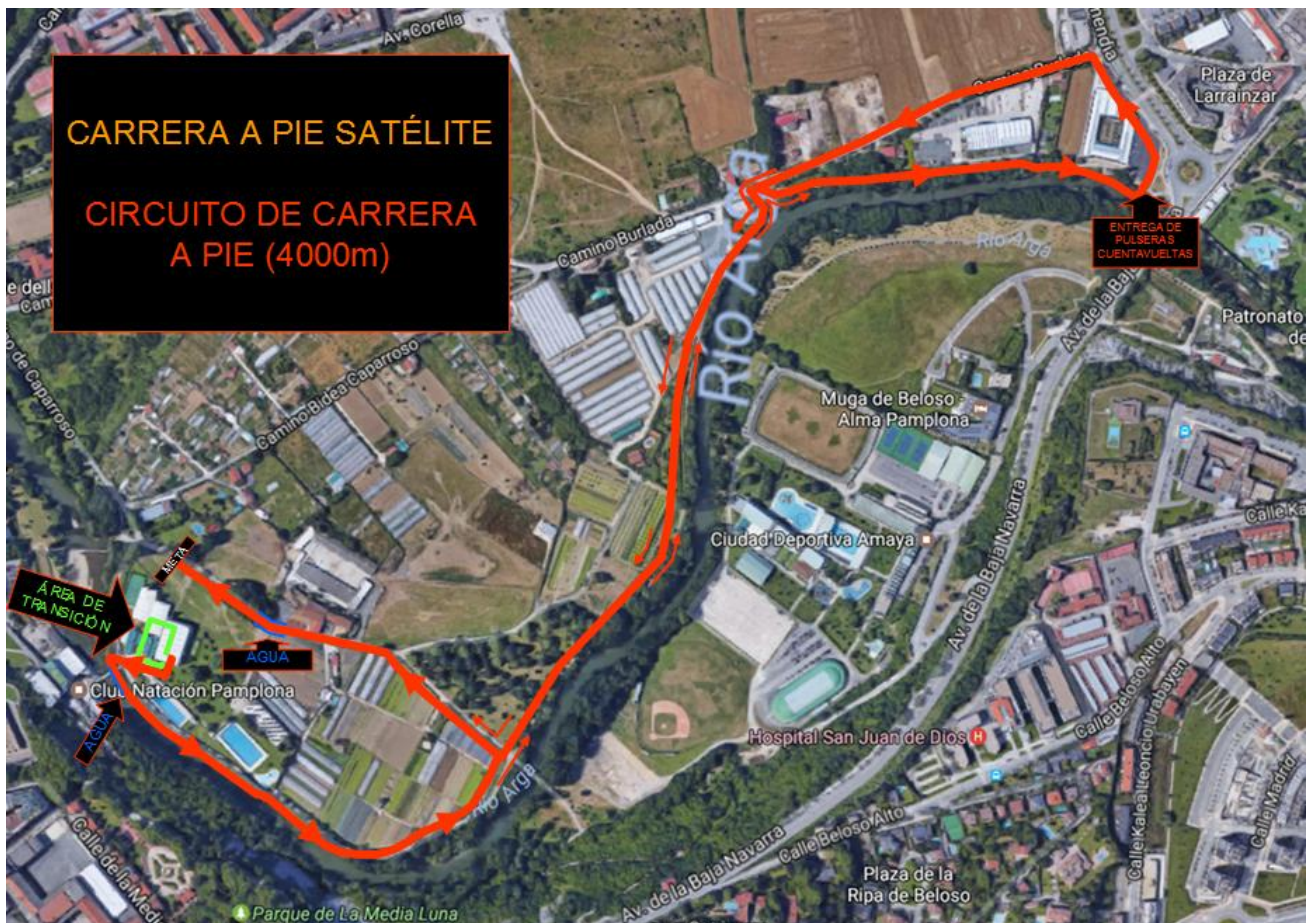 Av. Corella
CARRERA A PIE SATÉLITE
CIRCUITO DE CARRERA
A PIE (4000m)
Camino Burlada
Plaza de
Larrainzar
ENTREGA DE
PULSERAS
CUENTAVUELTAS
Camino Burlada
Río Arga
Río Arga
Av. de la Baja
Patronato
de
Camino Bidea Caparroso
Muga de Beloso -
Alma Pamplona
Ciudad Deportiva Amaya
Av. de la Baja Navarra
META
ÁREA DE
TRANSICIÓN
AGUA
Club Natación Pamplona
AGUA
Hospital San Juan de Dios
H
Calle Beloso Alto
Calle Kalea Leoncio Urabayen
Calle Madrid
Río Arga
Av. de la Baja Navarra
Calle Beloso Alto
Plaza de la
Ripa de Beloso
Parque de La Media Luna